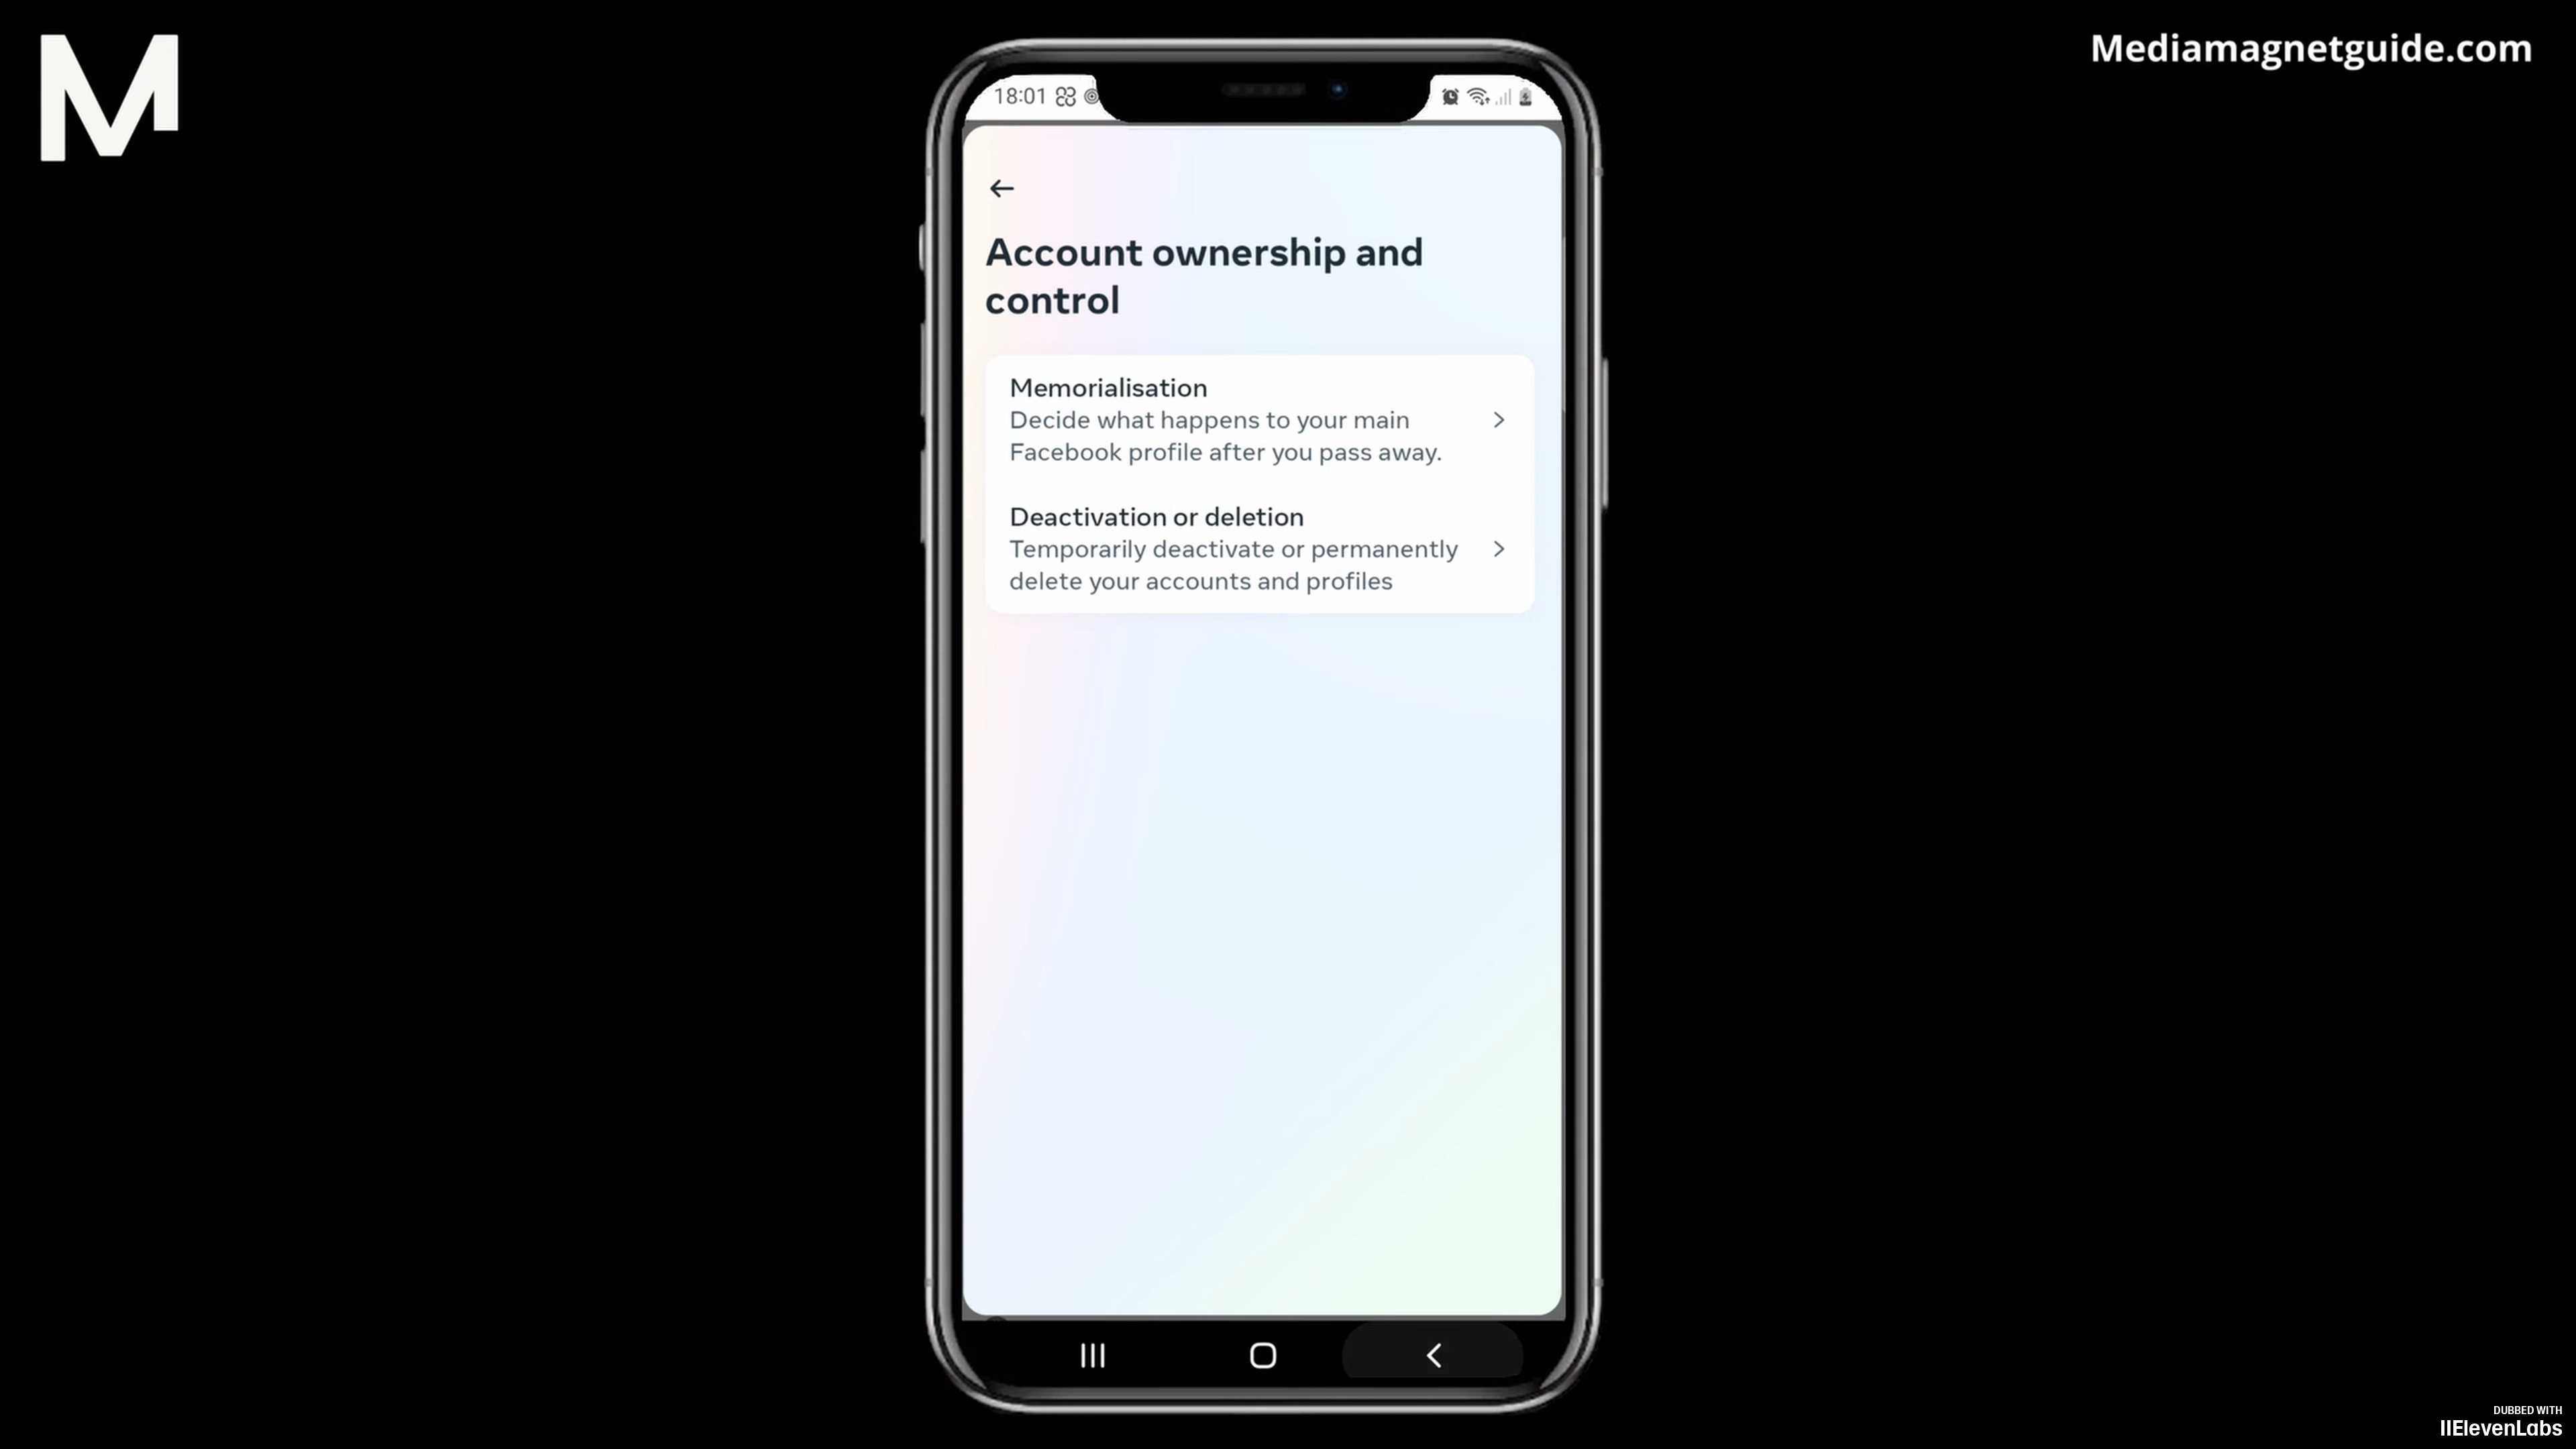 M
Mediamagnetguide.com
18:01
Account ownership and
control
Memorialisation
Decide what happens to your main
Facebook profile after you pass away.
Deactivation or deletion
Temporarily deactivate or permanently
delete your accounts and profiles
DUBBED WITH
IIElevenLabs